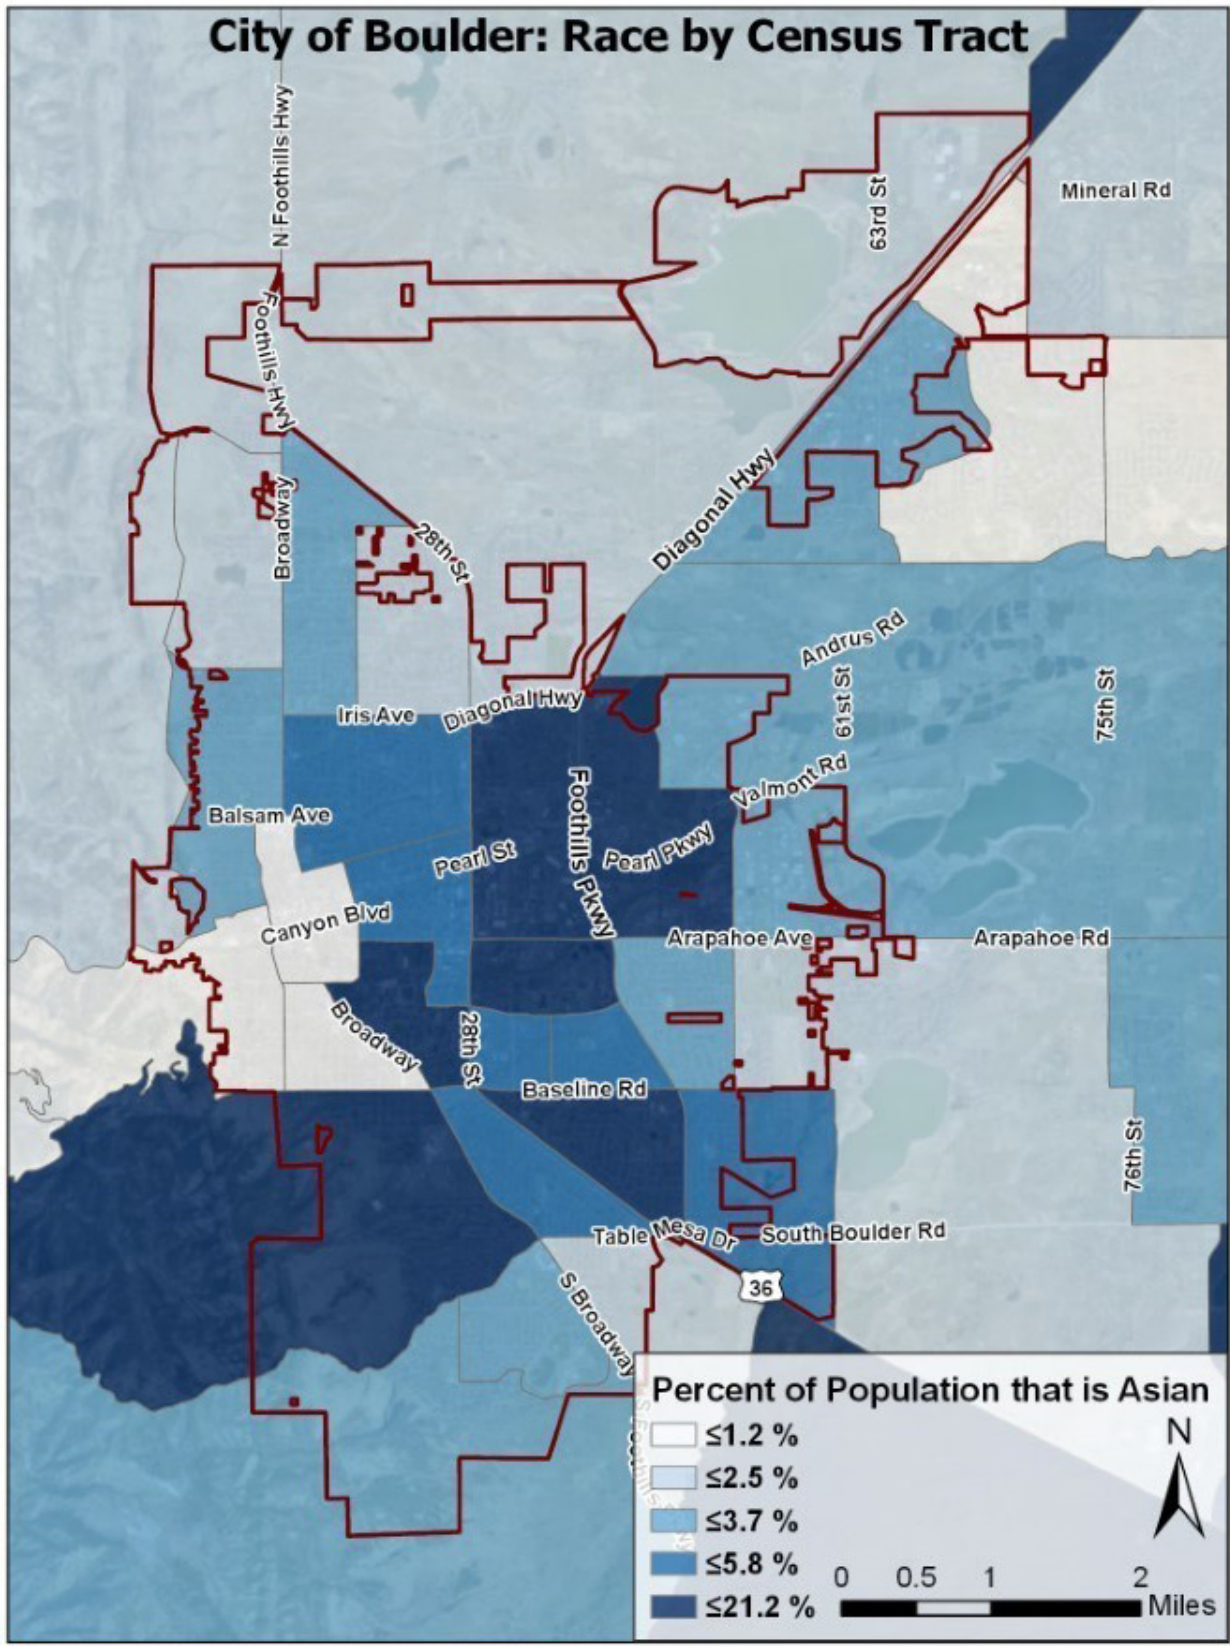 City of Boulder: Race by Census Tract
N Foothills Hwy
63rd St
Mineral Rd
Foothills Hwy
Broadway
28th St
Diagonal Hwy
Andrus Rd
61st St
75th St
Iris Ave
Diagonal Hwy
Valmont Rd
Balsam Ave
Foothills Pkwy
Pearl St
Pearl Pkwy
Canyon Blvd
Arapahoe Ave
Arapahoe Rd
Broadway
28th St
Baseline Rd
76th St
Table Mesa Dr
South Boulder Rd
36
S Broadway
Percent of Population that is Asian
≤1.2 %
≤2.5 %
≤3.7 %
≤5.8 %
≤21.2 %
N
0 0.5 1 2
Miles